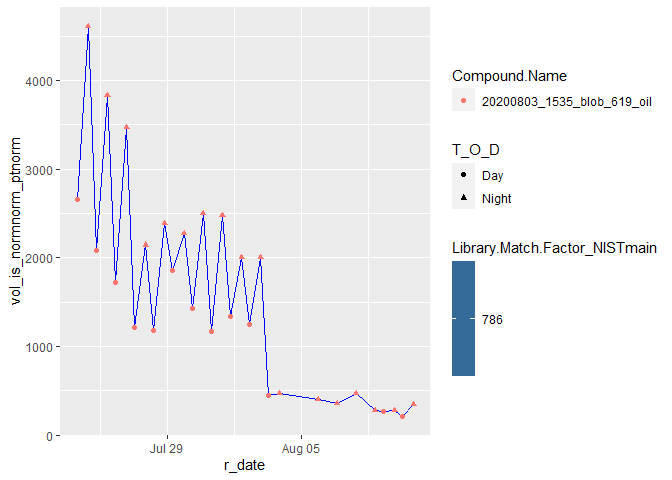 4000
3000
2000
1000
0
vol_is_normnorm_ptnorm
Jul 29
Aug 05
r_date
Compound.Name
20200803_1535_blob_619_oil
T_O_D
Day
Night
Library.Match.Factor_NISTmain
786